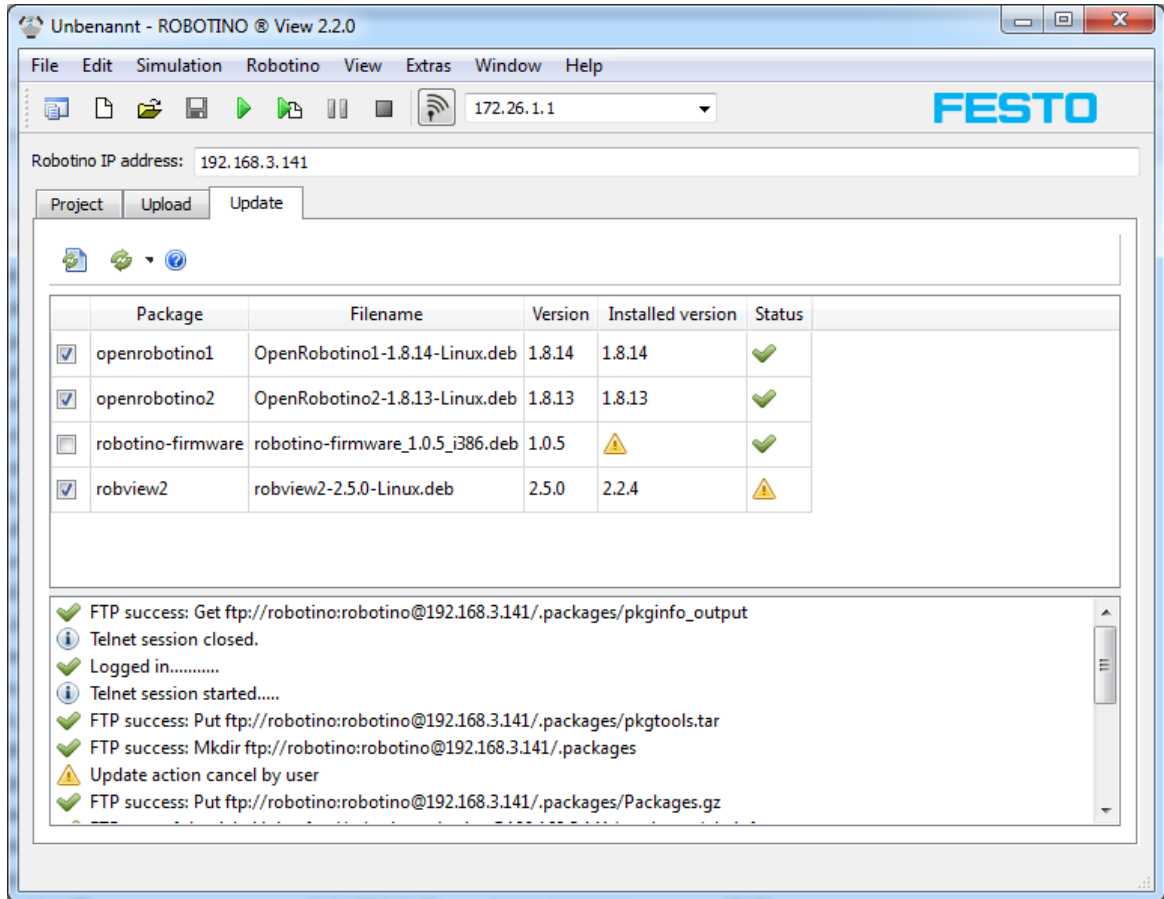 Unbenannt - ROBOTINO ® View 2.2.0
File Edit Simulation Robotino View Extras Window Help
172.26.1.1
FESTO
Robotino IP address: 192.168.3.141
Project Upload Update
Package Filename Version Installed version Status
openrobotino1 OpenRobotino1-1.8.14-Linux.deb 1.8.14 1.8.14
openrobotino2 OpenRobotino2-1.8.13-Linux.deb 1.8.13 1.8.13
robotino-firmware robotino-firmware_1.0.5_i386.deb 1.0.5
robview2 robview2-2.5.0-Linux.deb 2.5.0 2.2.4
FTP success: Get ftp://robotino:robotino@192.168.3.141/.packages/pkginfo_output
Telnet session closed.
Logged in...........
Telnet session started.....
FTP success: Put ftp://robotino:robotino@192.168.3.141/.packages/pkgtools.tar
FTP success: Mkdir ftp://robotino:robotino@192.168.3.141/.packages
Update action cancel by user
FTP success: Put ftp://robotino:robotino@192.168.3.141/.packages/Packages.gz